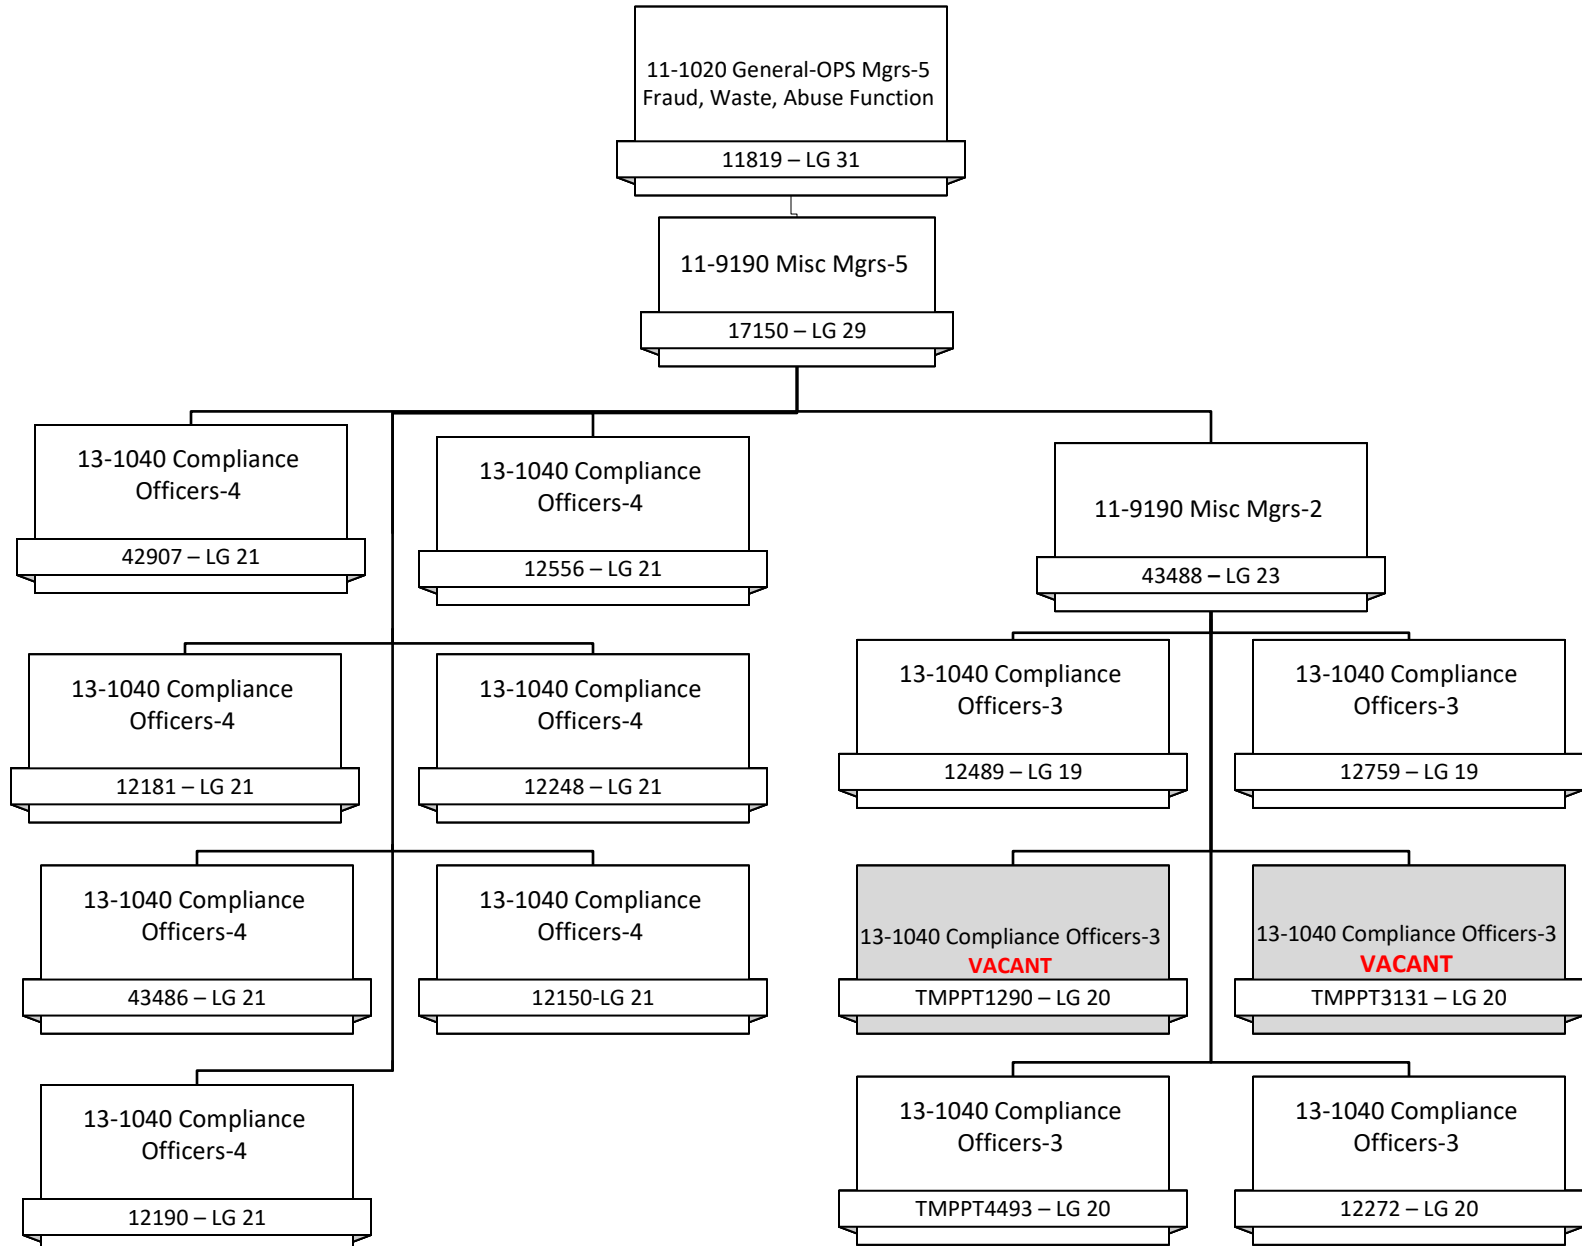 11-1020 General-OPS Mgrs-5
Fraud, Waste, Abuse Function
11819 – LG 31
11-9190 Misc Mgrs-5
17150 – LG 29
13-1040 Compliance
Officers-4
42907 – LG 21
13-1040 Compliance
Officers-4
12556 – LG 21
11-9190 Misc Mgrs-2
43488 – LG 23
13-1040 Compliance
Officers-4
12181 – LG 21
13-1040 Compliance
Officers-4
12248 – LG 21
13-1040 Compliance
Officers-3
12489 – LG 19
13-1040 Compliance
Officers-3
12759 – LG 19
13-1040 Compliance
Officers-4
43486 – LG 21
13-1040 Compliance
Officers-4
12150-LG 21
13-1040 Compliance Officers-3
VACANT
TMPPT1290 – LG 20
13-1040 Compliance Officers-3
VACANT
TMPPT3131 – LG 20
13-1040 Compliance
Officers-4
12190 – LG 21
13-1040 Compliance
Officers-3
TMPPT4493 – LG 20
13-1040 Compliance
Officers-3
12272 – LG 20